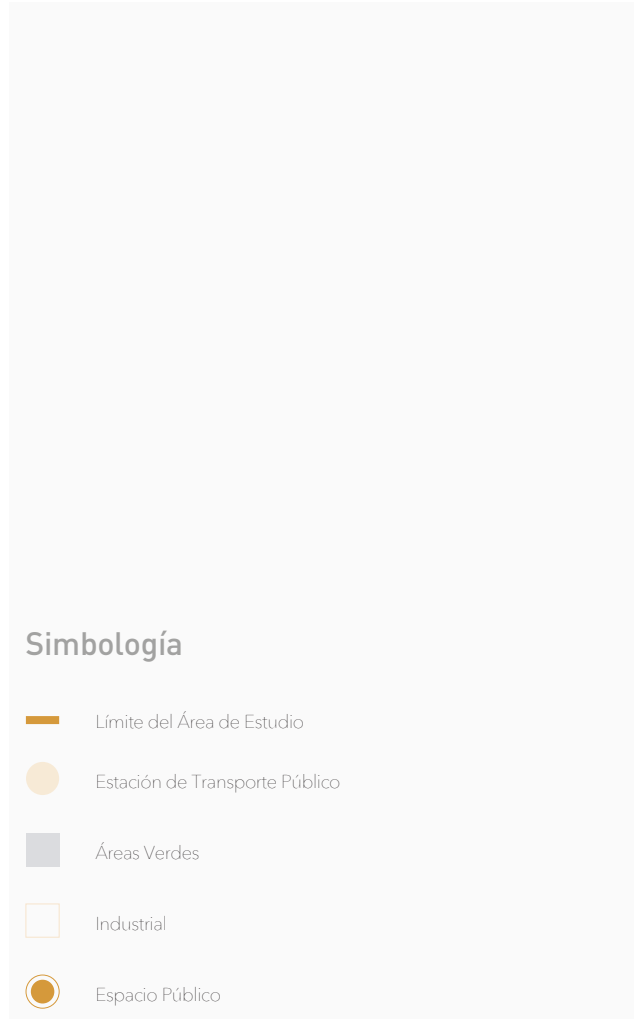 Simbología
Límite del Área de Estudio
Estación de Transporte Público
Áreas Verdes
Industrial
Espacio Público